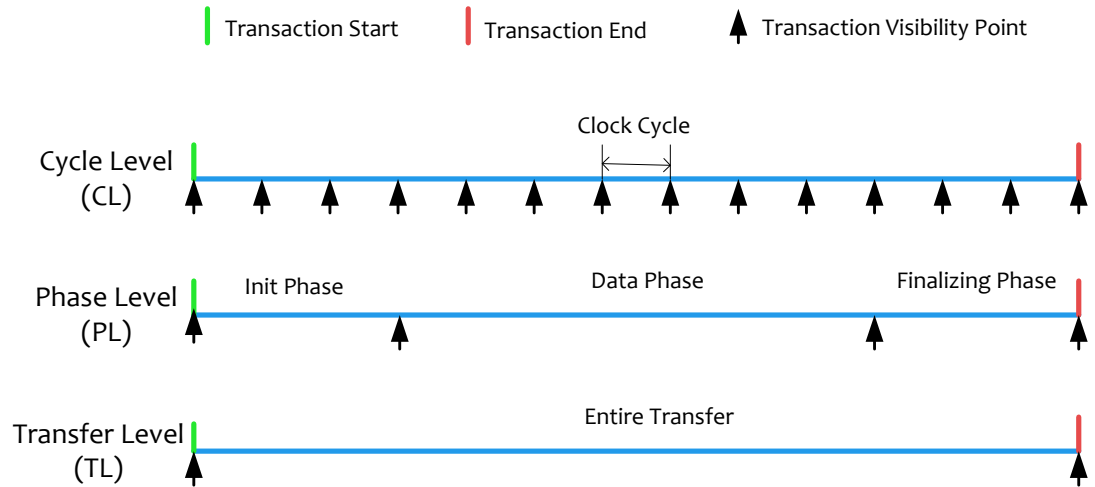 Transaction Start
Transaction End
Transaction Visibility Point
Clock Cycle
Cycle Level
(CL)
Init Phase
Data Phase
Finalizing Phase
Phase Level
(PL)
Entire Transfer
Transfer Level
(TL)